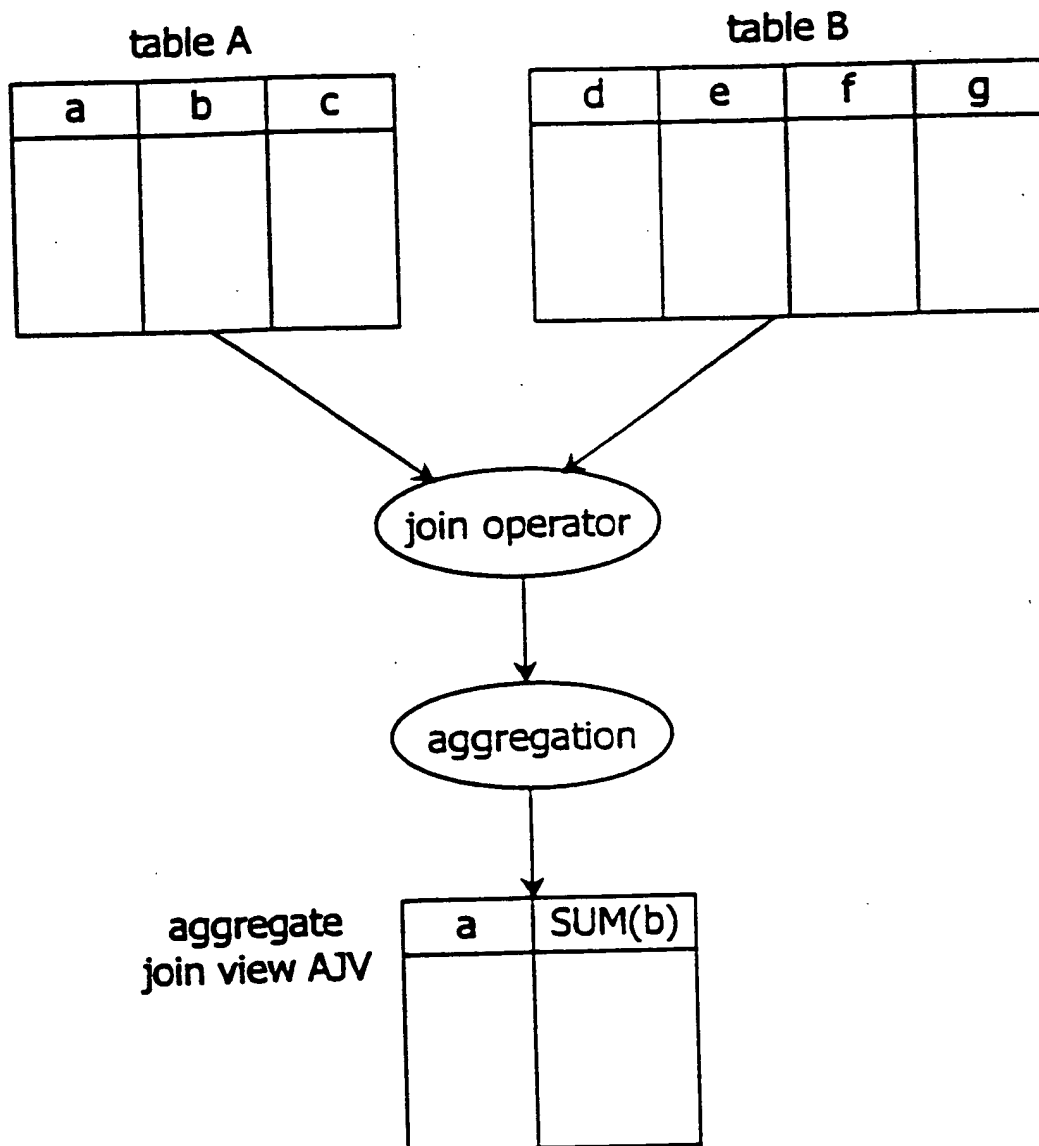 table A
table B
a b c
d e f g
join operator
aggregation
aggregate
join view AJV
a SUM(b)